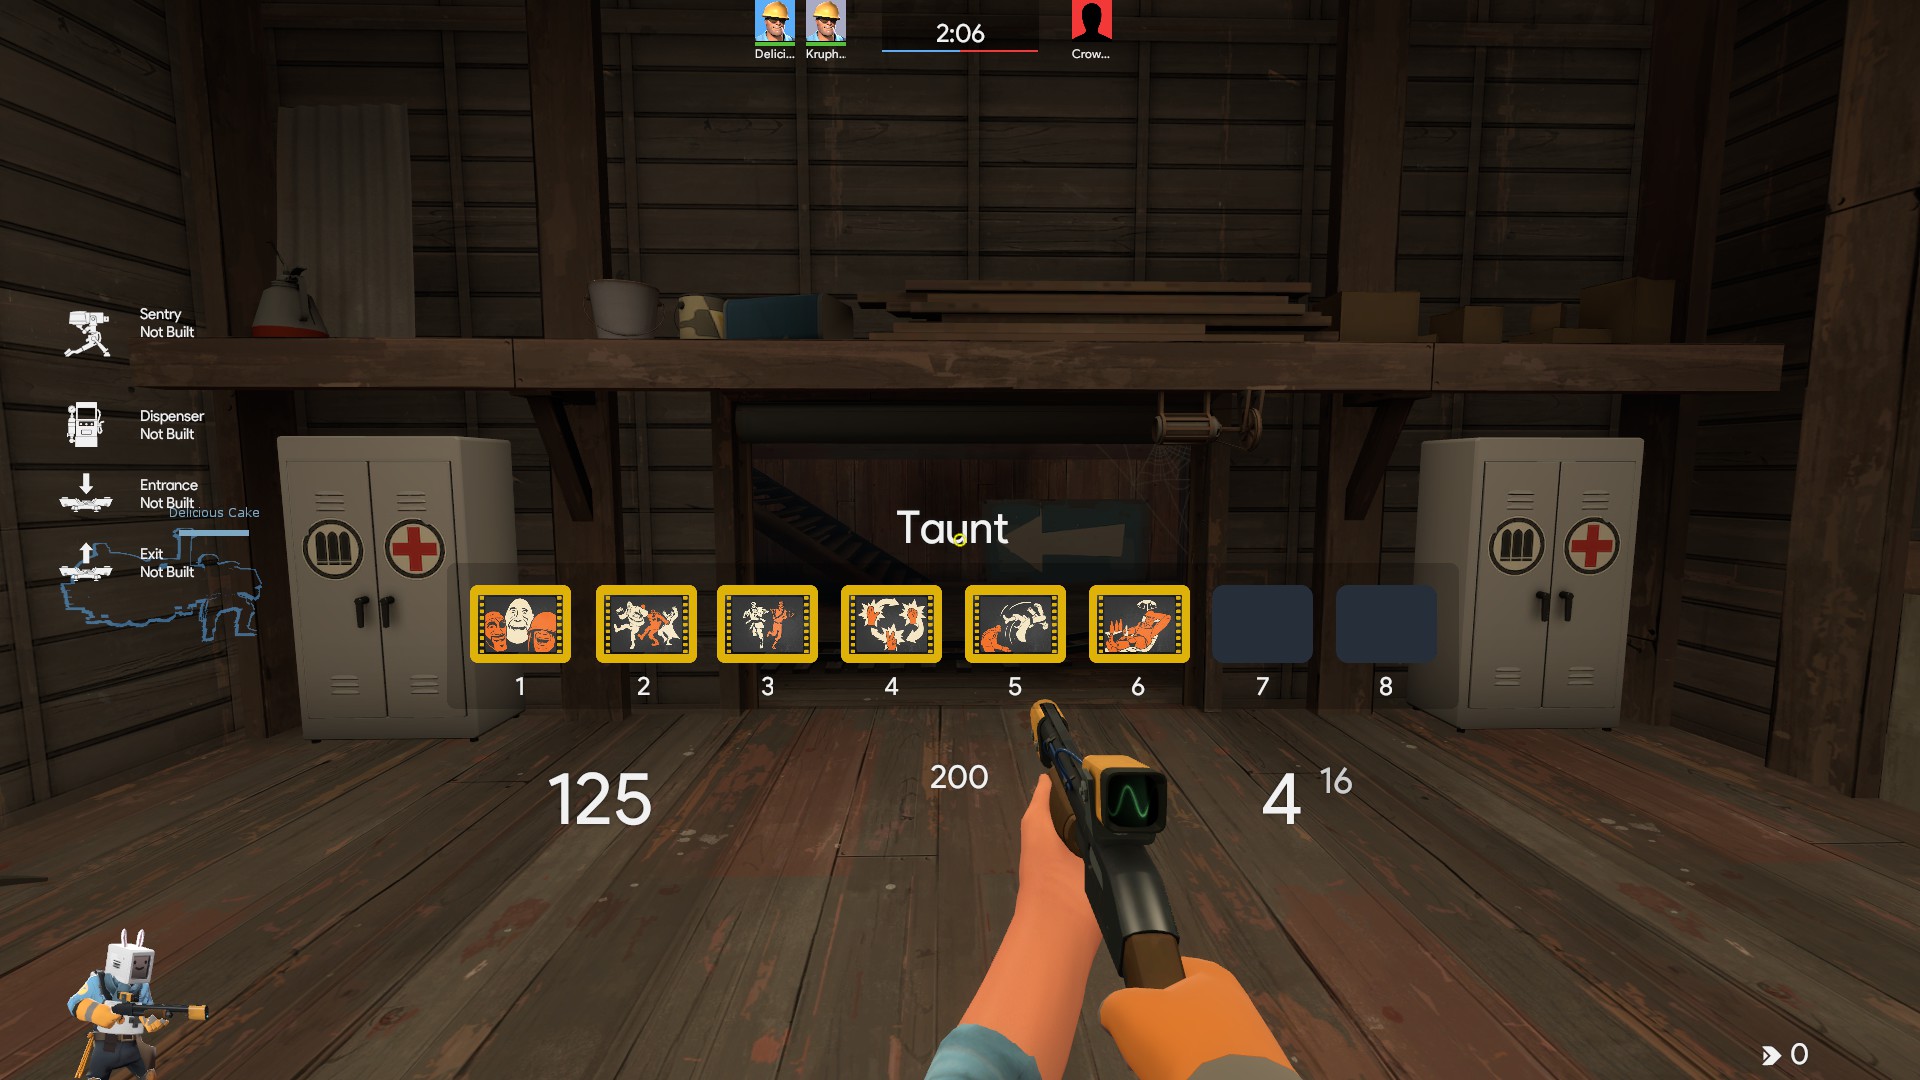 2:06
Delici...
Kruph...
Crow...
Sentry
Not Built
Dispenser
Not Built
Entrance
Not Built
Delicious Cake
Exit
Not Built
Taunt
1 2 3 4 5 6 7 8
125
200
4 16
0